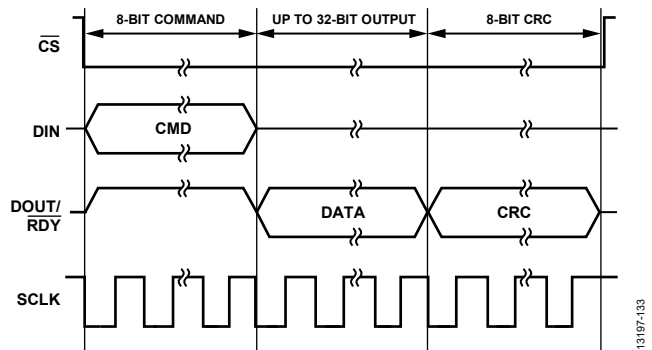 8-BIT COMMAND
UP TO 32-BIT OUTPUT
8-BIT CRC
CS
DIN
CMD
DOUT/
RDY
DATA
CRC
SCLK
13197-133